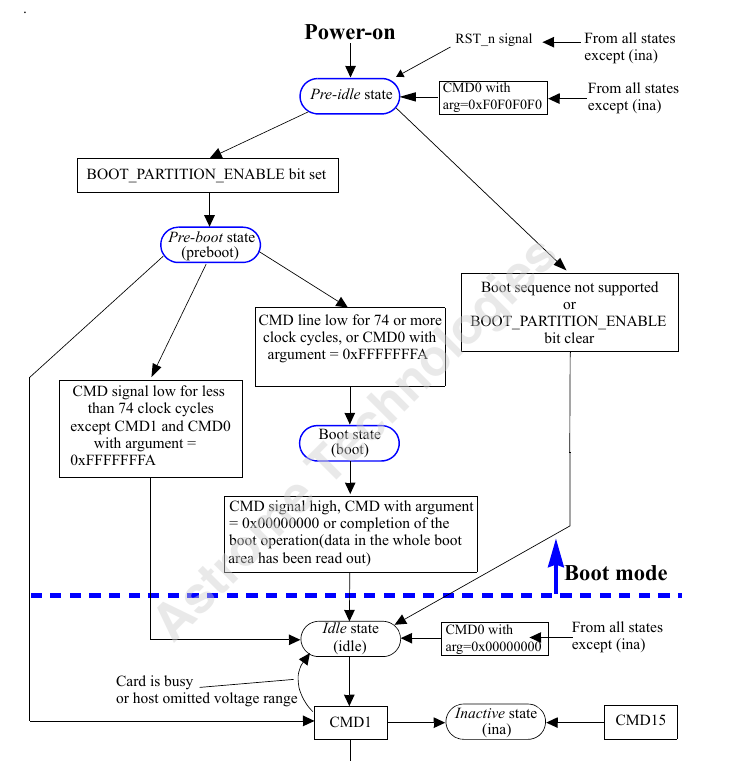 Power-on
RST_n signal
From all states
except (ina)
Pre-idle state
CMD0 with
arg=0xF0F0F0F0
From all states
except (ina)
BOOT_PARTITION_ENABLE bit set
Pre-boot state
(preboot)
Boot sequence not supported
or
BOOT_PARTITION_ENABLE
bit clear
CMD line low for 74 or more
clock cycles, or CMD0 with
argument = 0xFFFFFFFA
CMD signal low for less
than 74 clock cycles
except CMD1 and CMD0
with argument =
0xFFFFFFFA
Boot state
(boot)
CMD signal high, CMD with argument
= 0x00000000 or completion of the
boot operation(data in the whole boot
area has been read out)
Boot mode
Idle state
(idle)
CMD0 with
arg=0x00000000
From all states
except (ina)
Card is busy
or host omitted voltage range
CMD1
Inactive state
(ina)
CMD15
Astrome Technologies